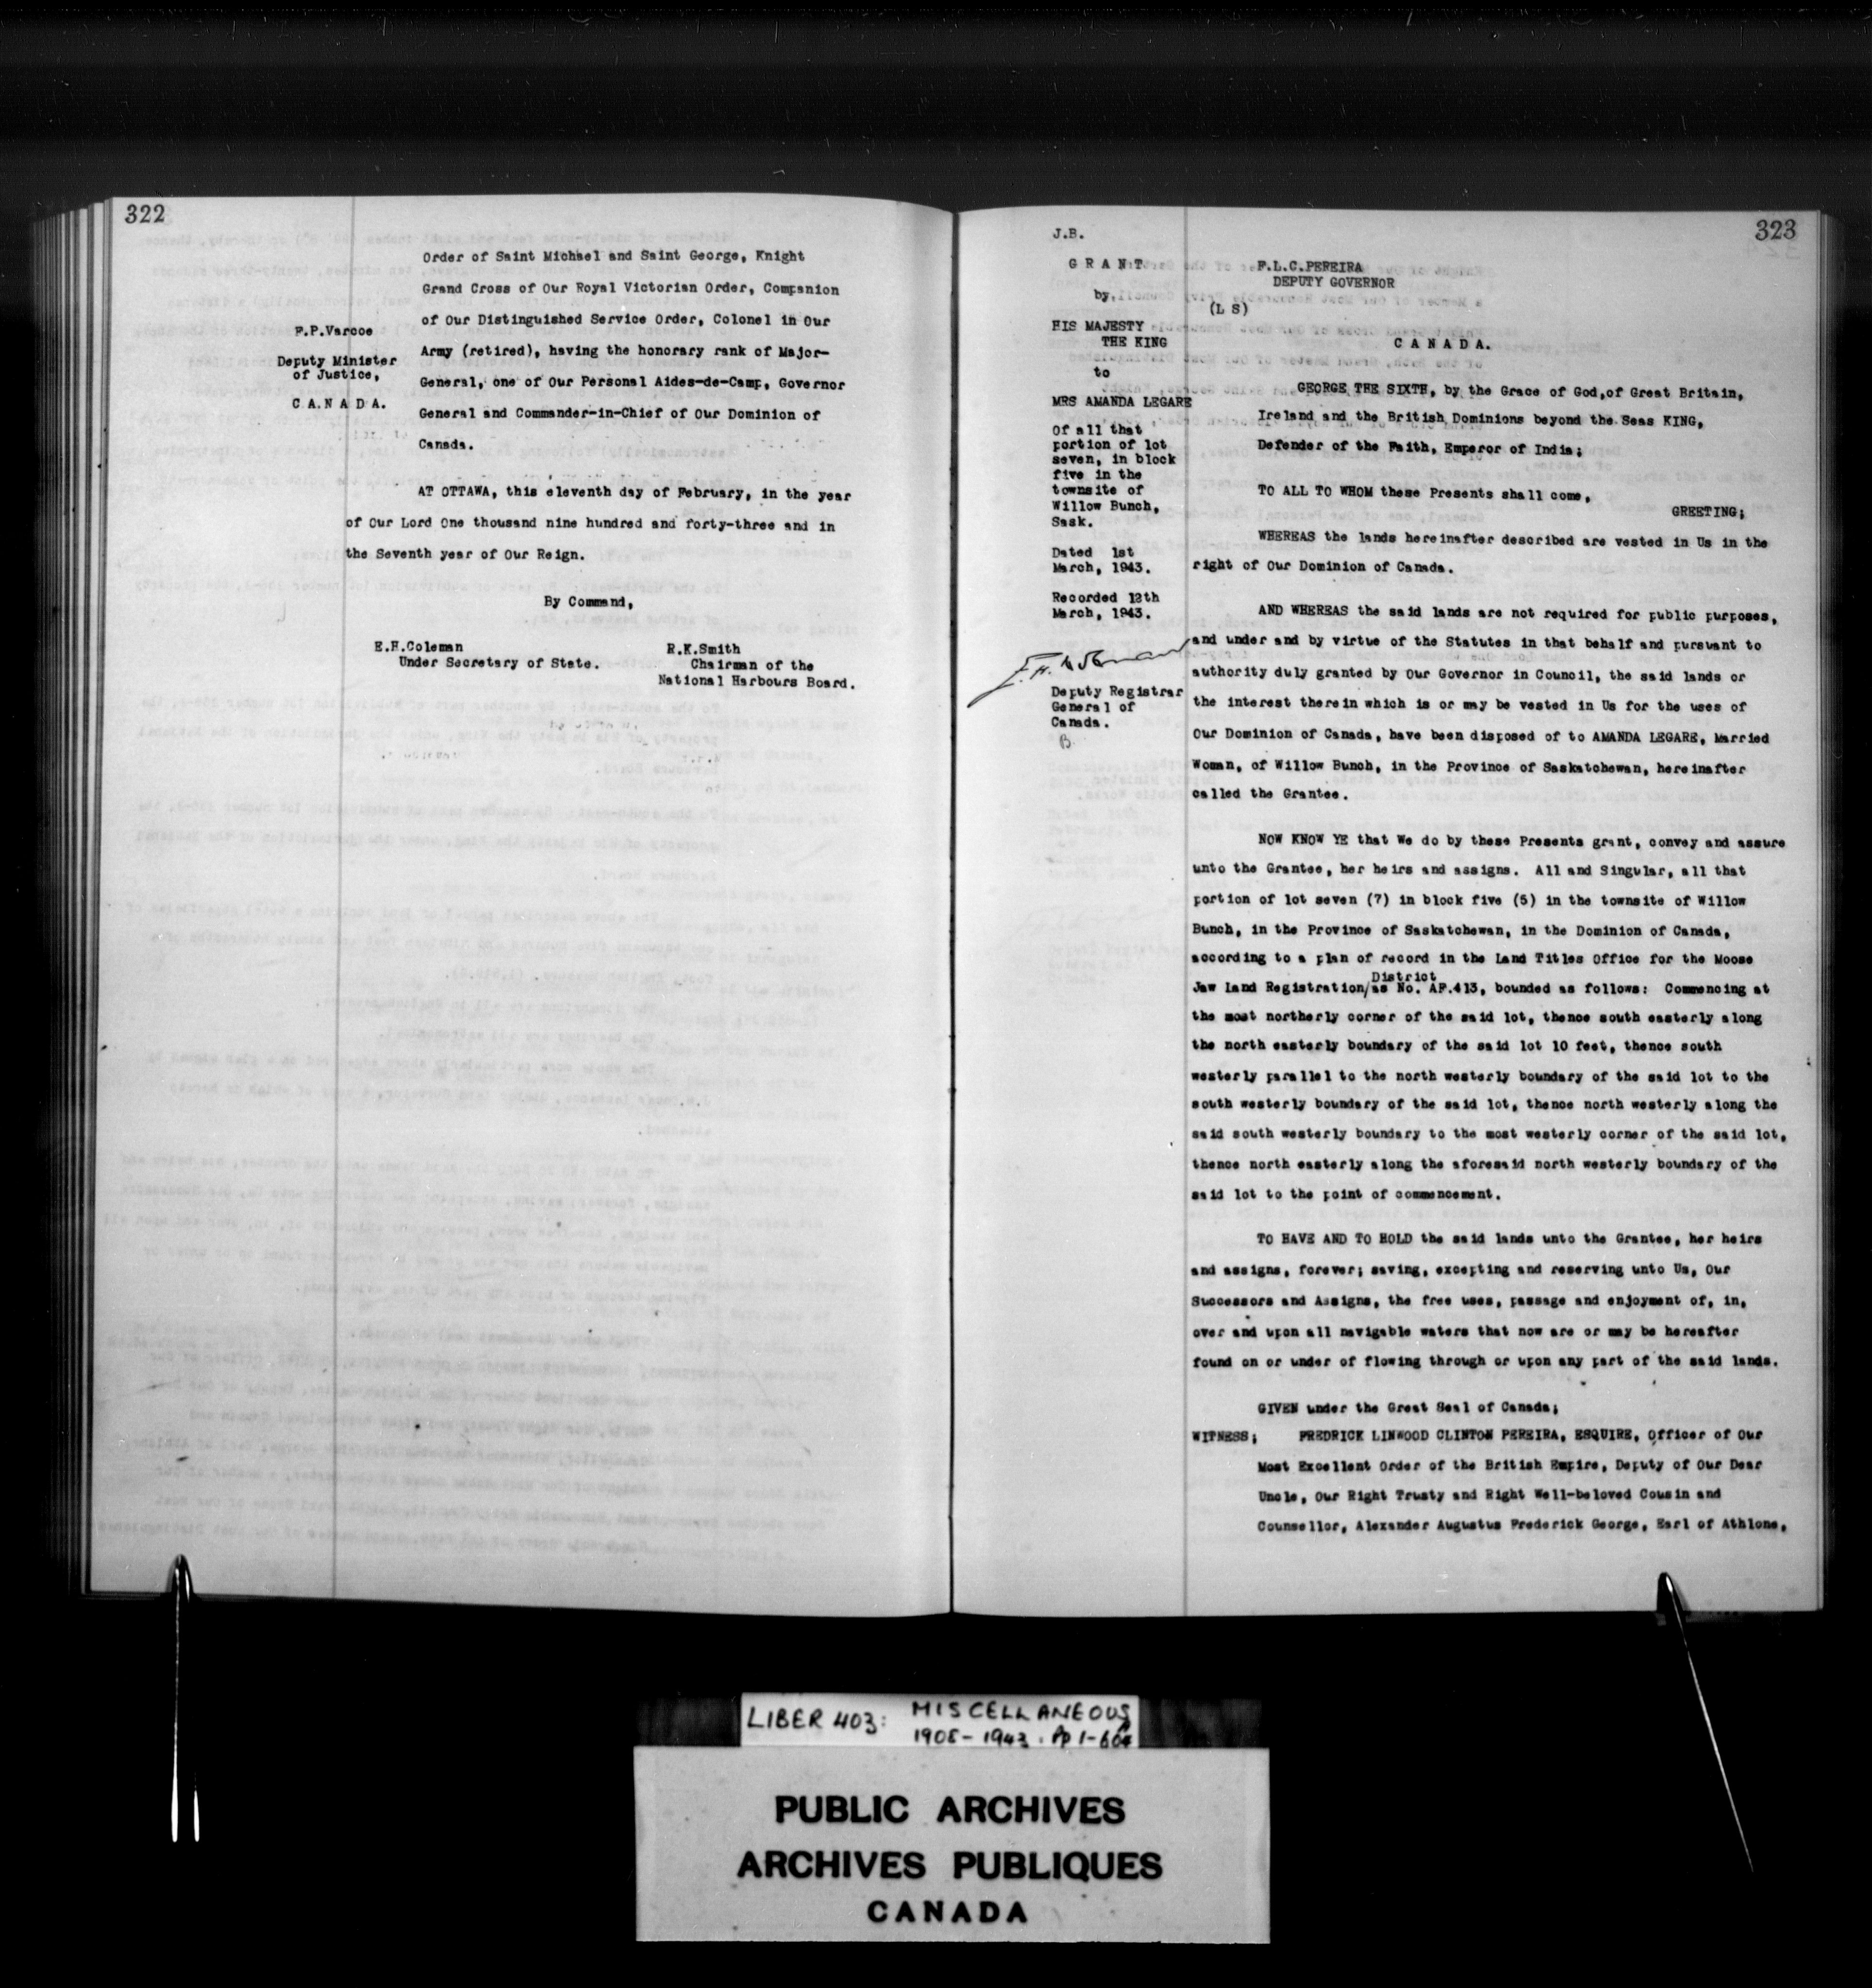 322
F.P.Varcoe
Deputy Minister
of Justice,
C A.N A D A.
Order of Saint Michael and Saint George, Knight
Grand Cross of Our Royal Victorian Order, Companion
of Our Distinguished Service Order, Colonel in Our
Army (retired), having the honorary rank of Major-
General, one of Our Personal Aides-de-Camp, Governor
General and Commander-in-Chief of Our Dominion of
Canada.
AT OTTAWA, this eleventh day of February, in the year
of Our Lord One thousand nine hundred and forty-three and in
the Seventh year of Our Reign.
By Command,
E.H.Coleman
Under Secretary of State.
R.K.Smith
Chairman of the
National Harbours Board.
323
J.B.
G R A N T
by
HIS MAJESTY
THE KING
to
MRS AMANDA LEGARE
Of all that
portion of lot
seven, in block
five in the
townsite of
Willow Bunch,
Sask.
Dated 1st
March, 1943.
Recorded 12th
March, 1943.
Deputy Registrar
General of
Canada.
B.
F.L.C.PEREIRA
DEPUTY GOVERNOR
(L S)
C A N A D A.
GEORGE THE SIXTH, by the Grace of God,of Great Britain,
Ireland and the British Dominions beyond the Seas KING,
Defender of the Faith, Emperor of India;
TO ALL TO WHOM these Presents shall come,
GREETING;
WHEREAS the lands hereinafter described are vested in Us in the
right of Our Dominion of Canada.
AND WHEREAS the said lands are not required for public purposes,
and under and by virtue of the Statutes in that behalf and pursuant to
authority duly granted by Our Governor in Council, the said lands or
the interest therein which is or may be vested in Us for the uses of
Our Dominion of Canada, have been disposed of to AMANDA LEGARE, Married
Woman, of Willow Bunch, in the Province of Saskatchewan, hereinafter
called the Grantee.
NOW KNOW YE that We do by these Presents grant, convey and assure
unto the Grantee, her heirs and assigns. All and Singular, all that
portion of lot seven (7) in block five (5) in the townsite of Willow
Bunch, in the Province of Saskatchewan, in the Dominion of Canada,
according to a plan of record in the Land Titles Office for the Moose
District
Jaw Land Registration/as No. AF.413, bounded as follows: Commencing at
the most northerly corner of the said lot, thence south easterly along
the north easterly boundary of the said lot 10 feet, thence south
westerly parallel to the north westerly boundary of the said lot to the
south westerly boundary of the said lot, thence north westerly along the
said south westerly boundary to the most westerly corner of the said lot,
thence north easterly along the aforesaid north westerly boundary of the
said lot to the point of commencement.
TO HAVE AND TO HOLD the said lands unto the Grantee, her heirs
and assigns, forever; saving, excepting and reserving unto Us, Our
Successors and Assigns, the free uses, passage and enjoyment of, in,
over and upon all navigable waters that now are or may be hereafter
found on or under of flowing through or upon any part of the said lands.
GIVEN under the Great Seal of Canada;
WITNESS; FREDRICK LINWOOD CLINTON PEREIRA, ESQUIRE, Officer of Our
Most Excellent Order of the British Empire, Deputy of Our Dear
Uncle, Our Right Trusty and Right Well-beloved Cousin and
Counsellor, Alexander Augustus Frederick George, Earl of Athlone,
LIBER 403: MISCELLANEOUS
1905-1943. Pp 1-
PUBLIC ARCHIVES
ARCHIVES PUBLIQUES
CANADA